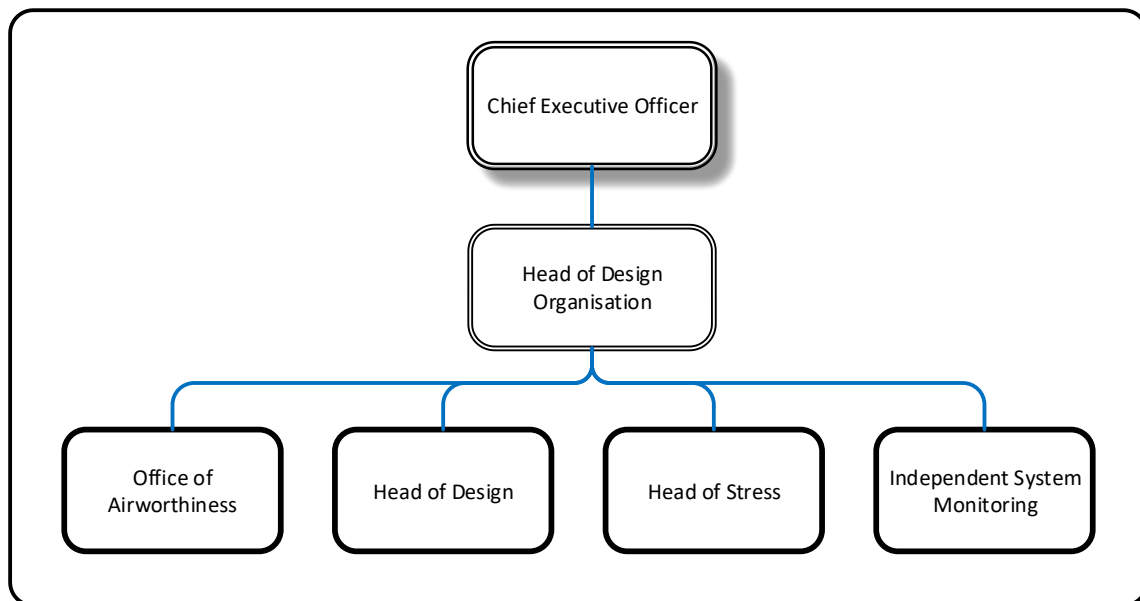 Chief Executive Officer
Head of Design
Organisation
Office of
Airworthiness
Head of Design
Head of Stress
Independent System
Monitoring